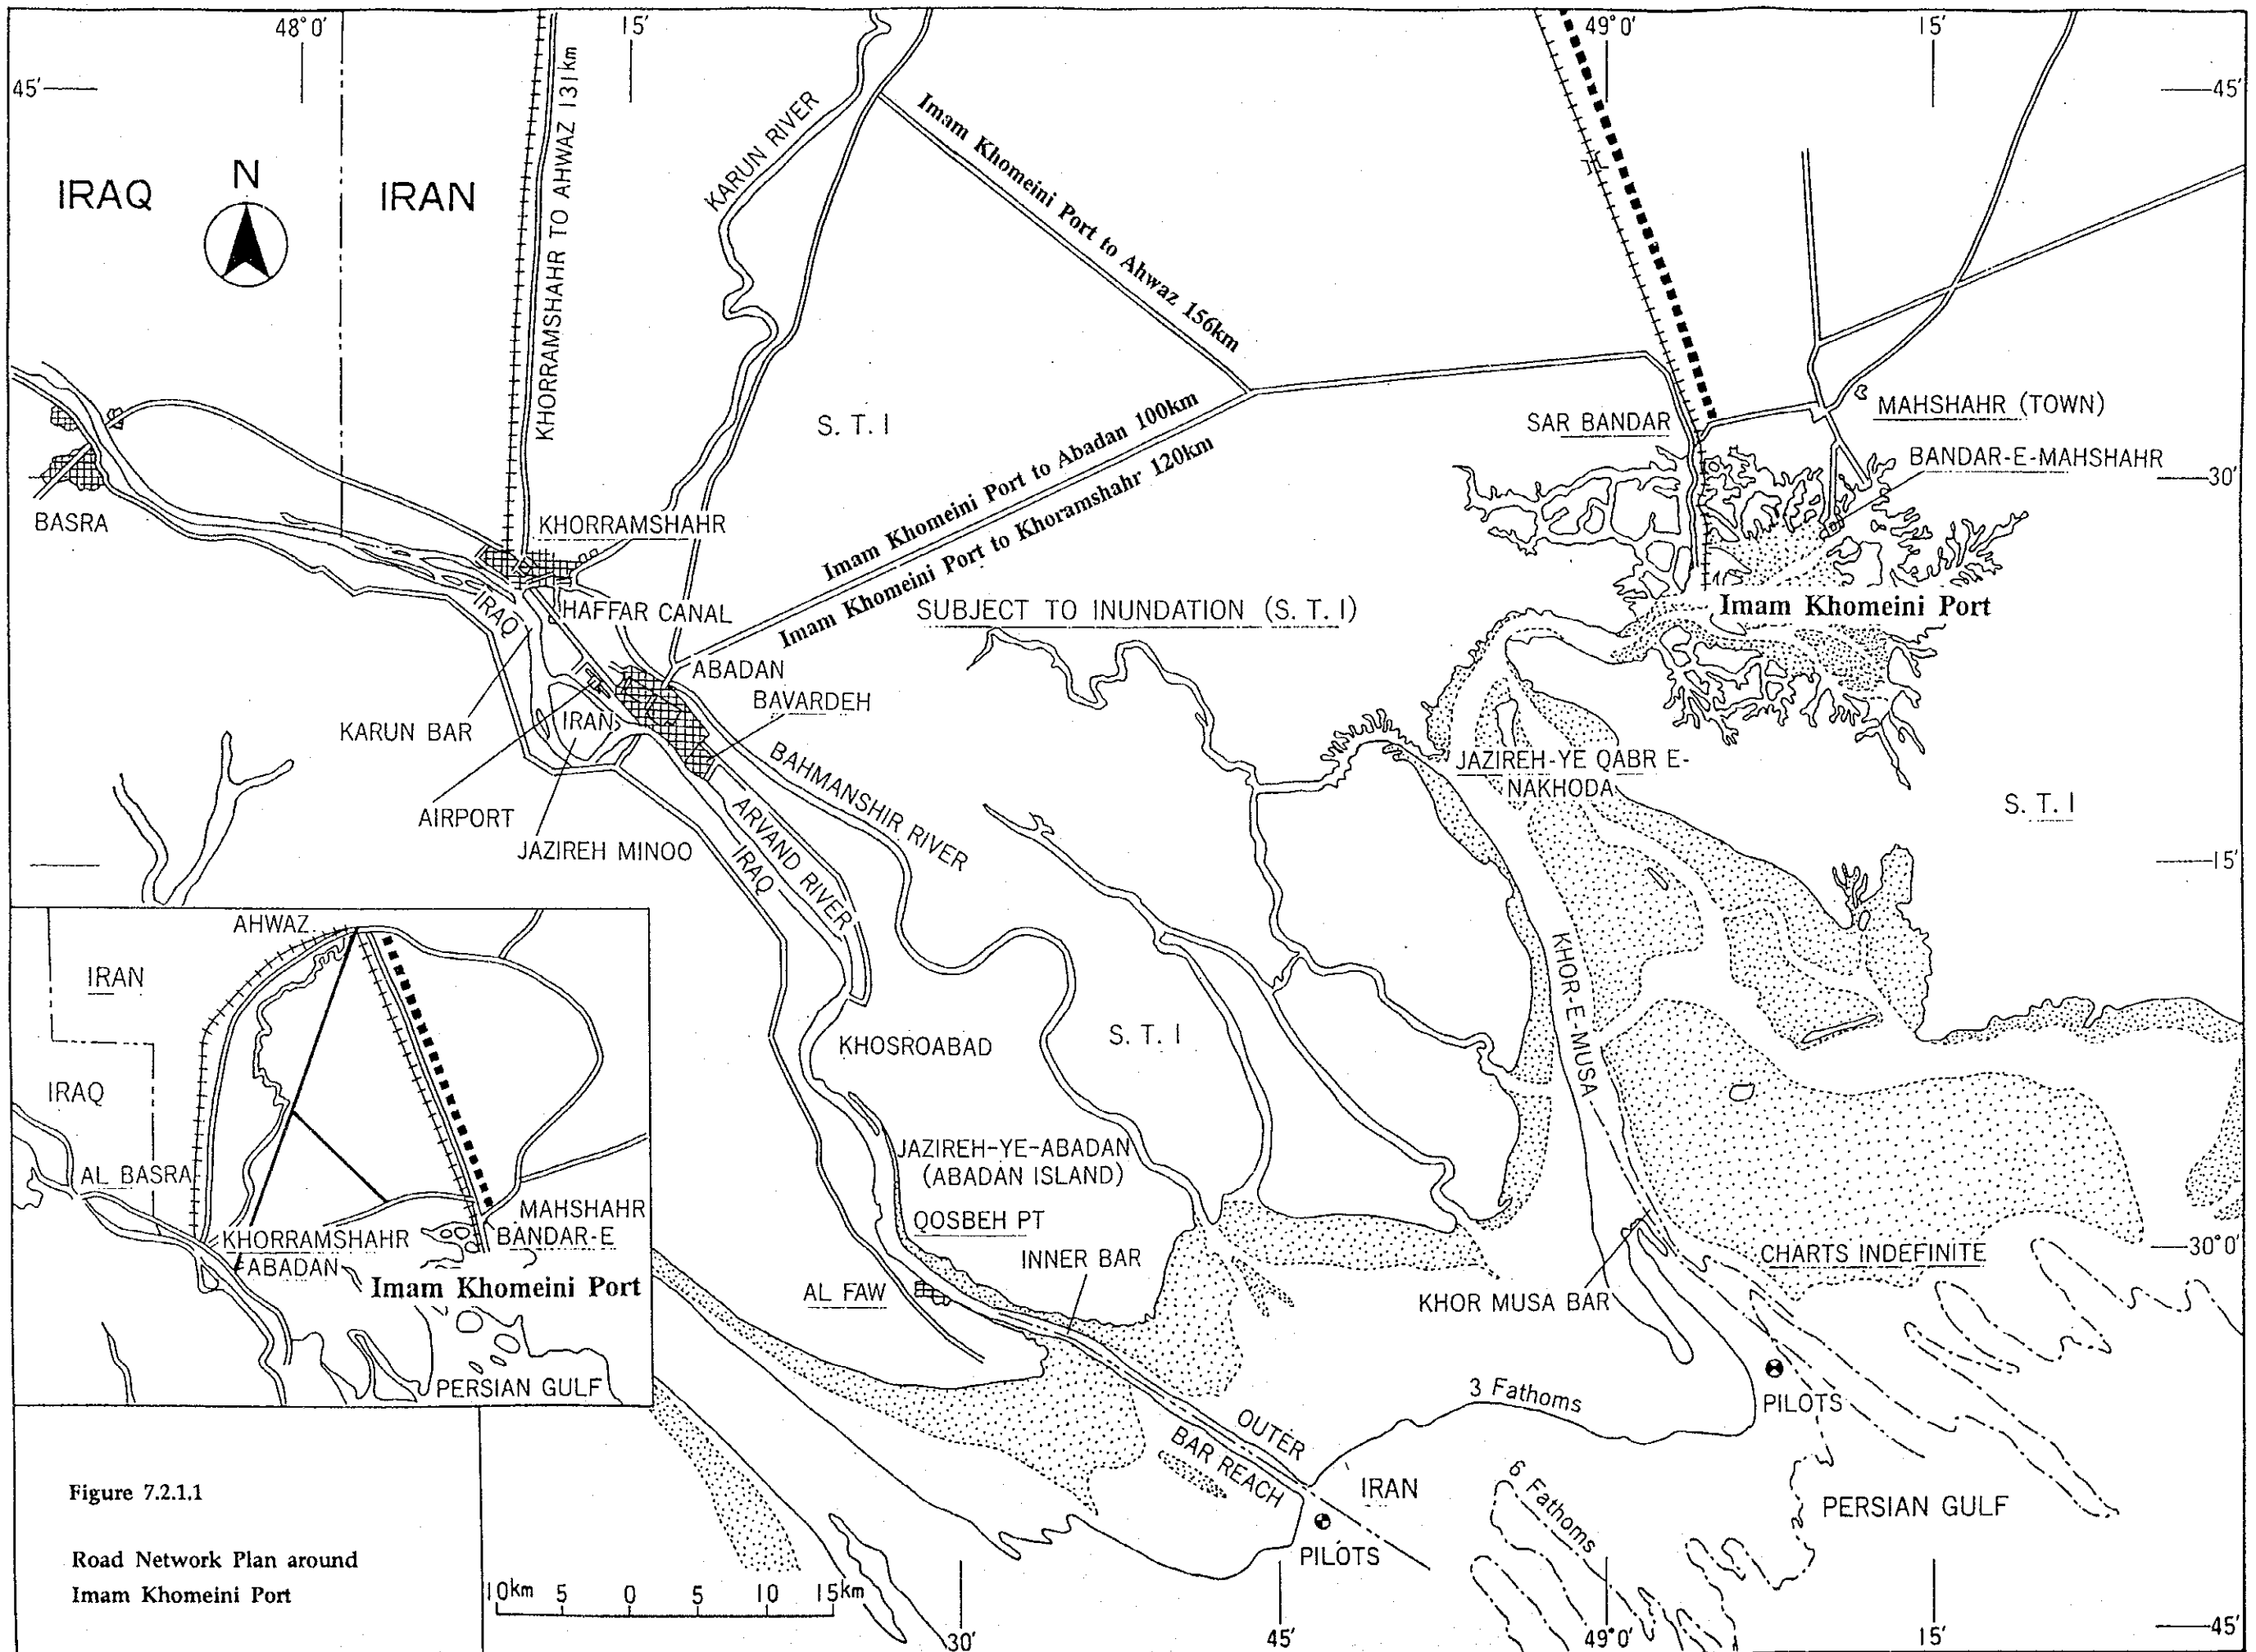 48°0'
15'
49°0'
15'
45'
45'
IRAQ
N
IRAN
KHORRAMSHAHR TO AHWAZ 131km
KARUN RIVER
Imam Khomeini Port to Ahwaz 156km
S. T. I
Imam Khomeini Port to Abadan 100km
Imam Khomeini Port to Khoramshahr 120km
SAR BANDAR
MAHSHAHR (TOWN)
BANDAR-E-MAHSHAHR
30'
BASRA
KHORRAMSHAHR
IRAQ
HAFFAR CANAL
SUBJECT TO INUNDATION (S. T. I)
Imam Khomeini Port
ABADAN
BAVARDEH
KARUN BAR
IRAN
BAHMANSHIR RIVER
JAZIREH-YE QABR E-
NAKHODA
S. T. I
AIRPORT
JAZIREH MINOO
ARVAND RIVER
IRAQ
15'
KHOR-E-MUSA
KHOSROABAD
S. T. I
JAZIREH-YE-ABADAN
(ABADAN ISLAND)
QOSBEH PT
INNER BAR
AL FAW
KHOR MUSA BAR
CHARTS INDEFINITE
30°0'
3 Fathoms
PILOTS
OUTER
BAR REACH
IRAN
6 Fathoms
PERSIAN GULF
PILOTS
AHWAZ
IRAN
IRAQ
AL BASRA
KHORRAMSHAHR
ABADAN
MAHSHAHR
BANDAR-E
Imam Khomeini Port
PERSIAN GULF
Figure 7.2.1.1
Road Network Plan around
Imam Khomeini Port
10km 5 0 5 10 15km
30'
45'
49°0'
15'
45'